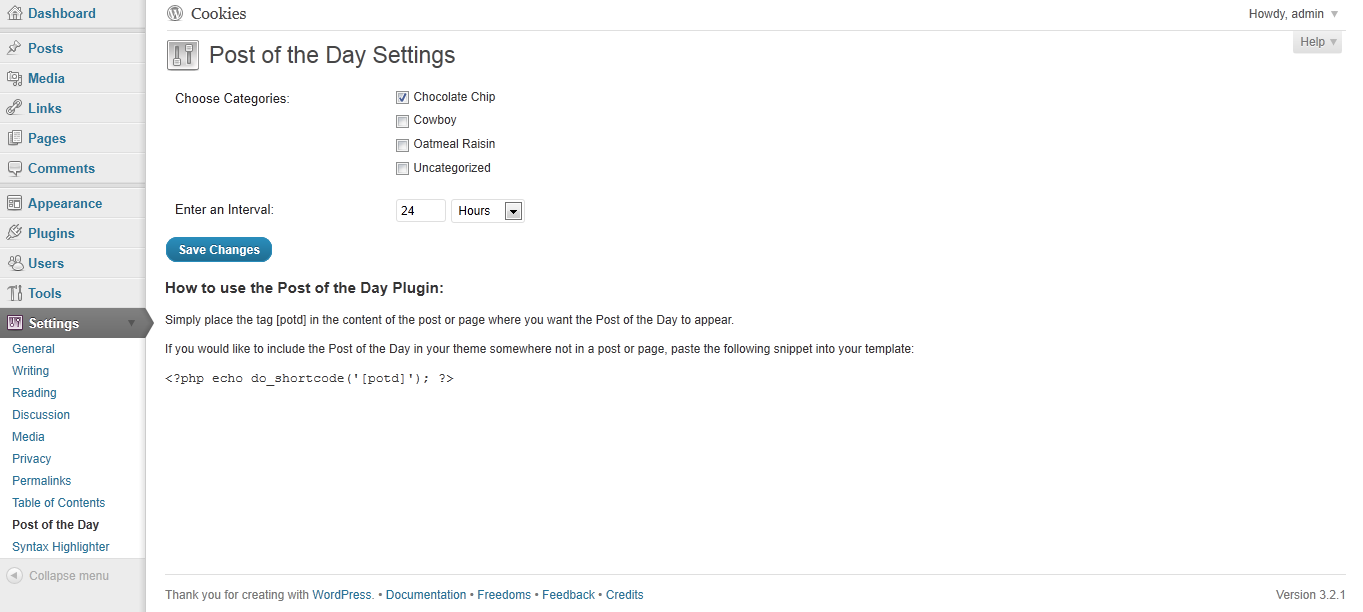 Dashboard
Posts
Media
Links
Pages
Comments
Appearance
Plugins
Users
Tools
Settings
General
Writing
Reading
Discussion
Media
Privacy
Permalinks
Table of Contents
Post of the Day
Syntax Highlighter
Collapse menu
Cookies
Howdy, admin
Help
Post of the Day Settings
Choose Categories:
Chocolate Chip
Cowboy
Oatmeal Raisin
Uncategorized
Enter an Interval:
24 Hours
Save Changes
How to use the Post of the Day Plugin:
Simply place the tag [potd] in the content of the post or page where you want the Post of the Day to appear.
If you would like to include the Post of the Day in your theme somewhere not in a post or page, paste the following snippet into your template:
<?php echo do_shortcode('[potd]'); ?>
Thank you for creating with WordPress. • Documentation • Freedoms • Feedback • Credits
Version 3.2.1